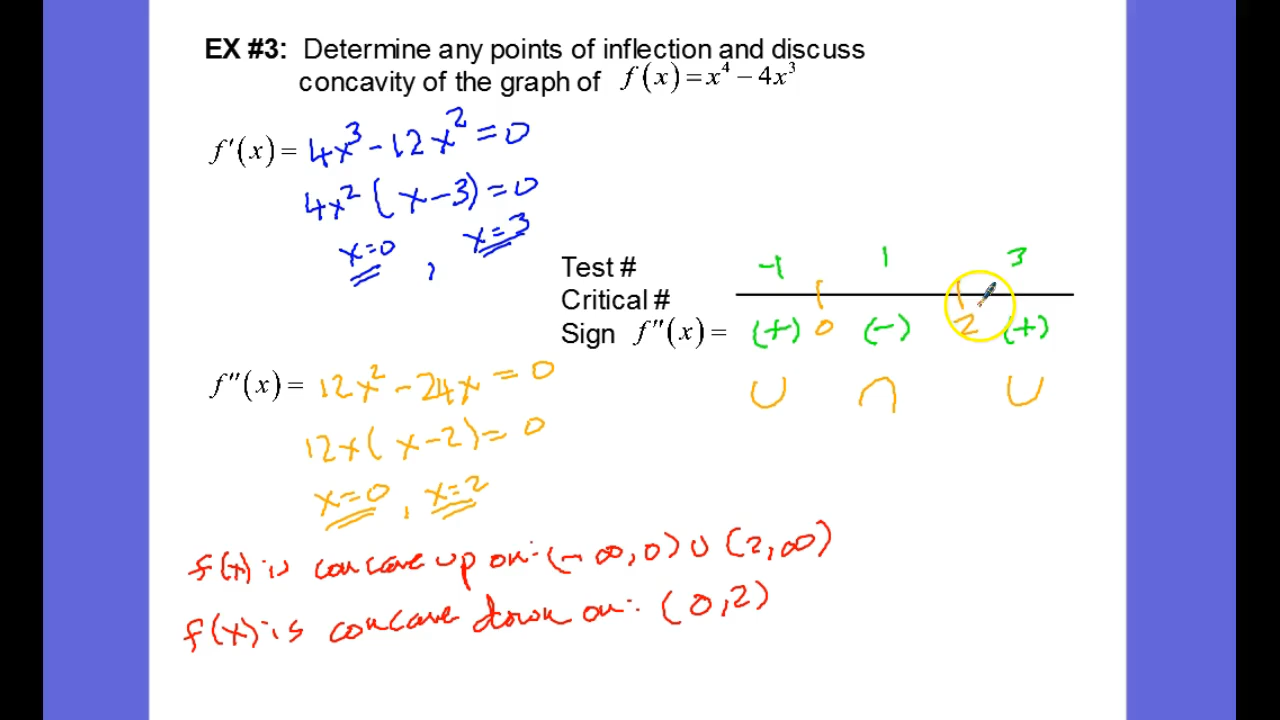 EX #3: Determine any points of inflection and discuss
concavity of the graph of f(x) = x⁴ − 4x³
f'(x) = 4x³ - 12x² = 0
4x² (x - 3) = 0
x = 0 , x = 3
Test # -1 1 3
Critical #
Sign f''(x) = (+) 0 (-) 2 (+)
f''(x) = 12x² - 24x = 0
12x (x - 2) = 0
x = 0 , x = 2
f(x) is concave up on: (-∞, 0) ∪ (2, ∞)
f(x) is concave down on: (0, 2)